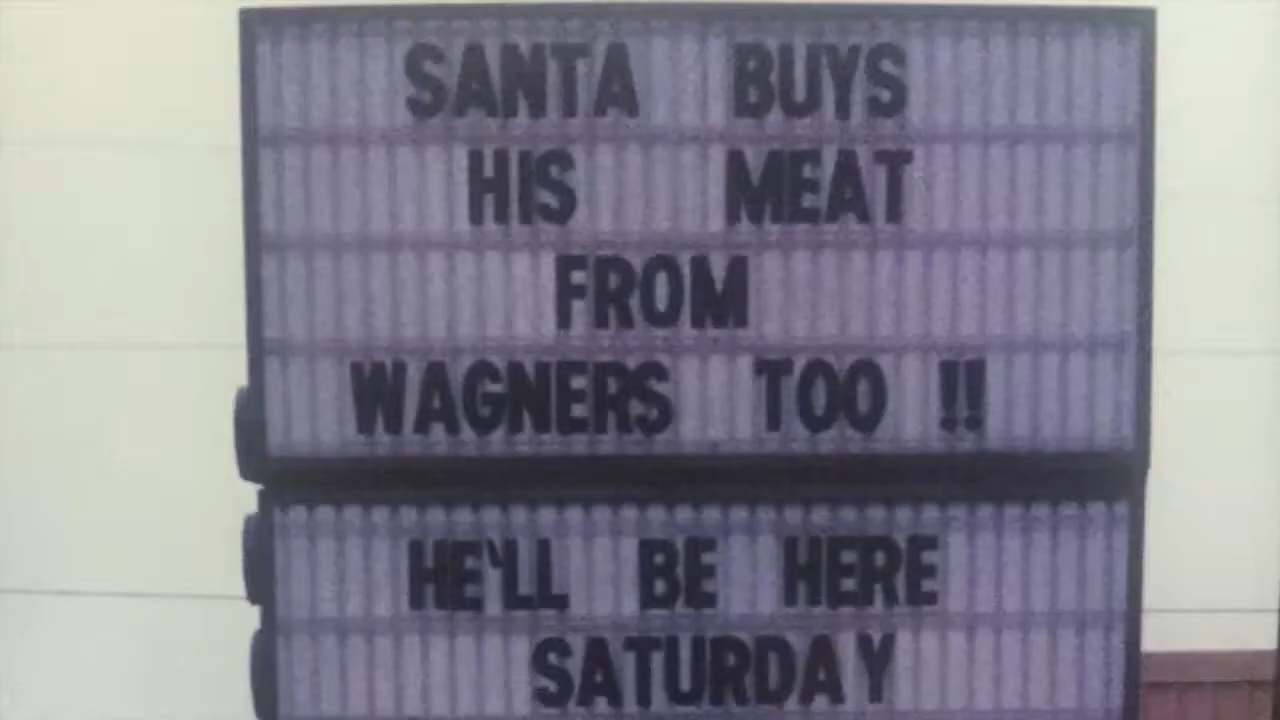 SANTA BUYS
HIS MEAT
FROM
WAGNERS TOO !!
HE'LL BE HERE
SATURDAY